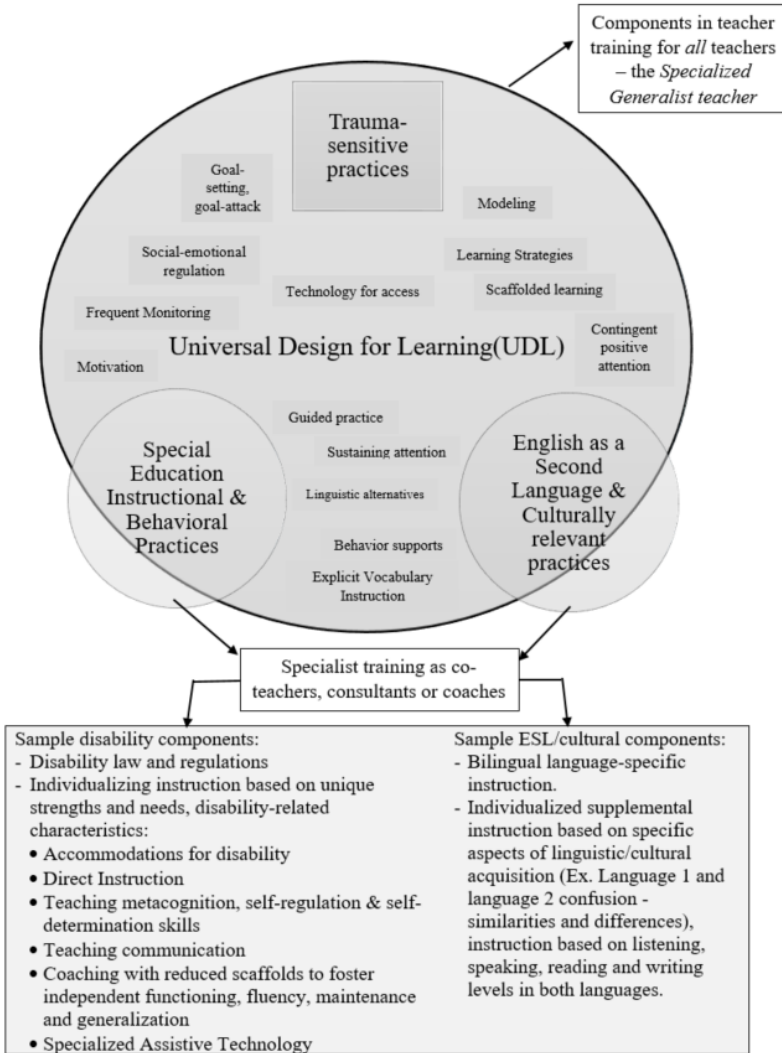 Components in teacher
training for all teachers
– the Specialized
Generalist teacher
Trauma-
sensitive
practices
Goal-
setting,
goal-attack
Modeling
Social-emotional
regulation
Learning Strategies
Technology for access
Scaffolded learning
Frequent Monitoring
Universal Design for Learning(UDL)
Contingent
positive
attention
Motivation
Guided practice
Special
Education
Instructional &
Behavioral
Practices
Sustaining attention
Linguistic alternatives
Behavior supports
Explicit Vocabulary
Instruction
English as a
Second
Language &
Culturally
relevant
practices
Specialist training as co-
teachers, consultants or coaches
Sample disability components:
- Disability law and regulations
- Individualizing instruction based on unique
strengths and needs, disability-related
characteristics:
• Accommodations for disability
• Direct Instruction
• Teaching metacognition, self-regulation & self-
determination skills
• Teaching communication
• Coaching with reduced scaffolds to foster
independent functioning, fluency, maintenance
and generalization
• Specialized Assistive Technology
Sample ESL/cultural components:
- Bilingual language-specific
instruction.
- Individualized supplemental
instruction based on specific
aspects of linguistic/cultural
acquisition (Ex. Language 1 and
language 2 confusion -
similarities and differences),
instruction based on listening,
speaking, reading and writing
levels in both languages.